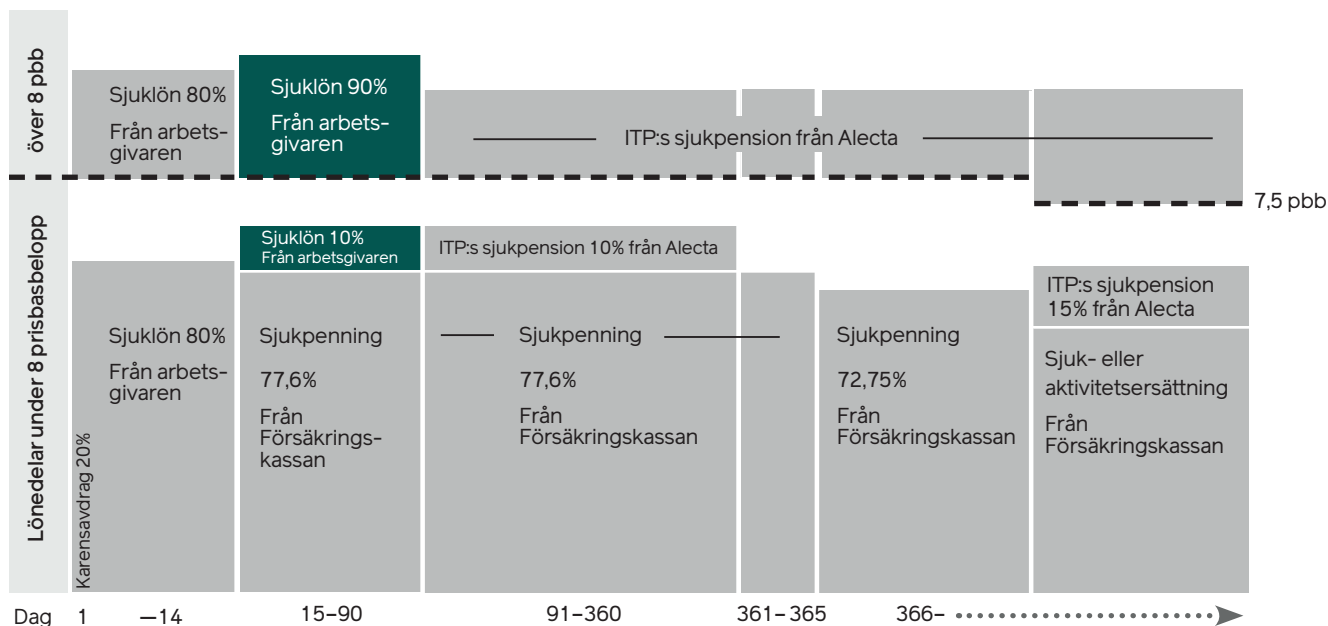 över 8 pbb
Sjuklön 80%
Från arbets-
givaren
Sjuklön 90%
Från arbets-
givaren
ITP:s sjukpension från Alecta
7,5 pbb
Lönedelar under 8 prisbasbelopp
Karensavdrag 20%
Sjuklön 80%
Från arbets-
givaren
Sjuklön 10%
Från arbetsgivaren
Sjukpenning
77,6%
Från
Försäkrings-
kassan
ITP:s sjukpension 10% från Alecta
Sjukpenning
77,6%
Från
Försäkringskassan
Sjukpenning
72,75%
Från
Försäkringskassan
ITP:s sjukpension
15% från Alecta
Sjuk- eller
aktivitetsersättning
Från
Försäkringskassan
Dag 1 –14 15–90 91–360 361–365 366–